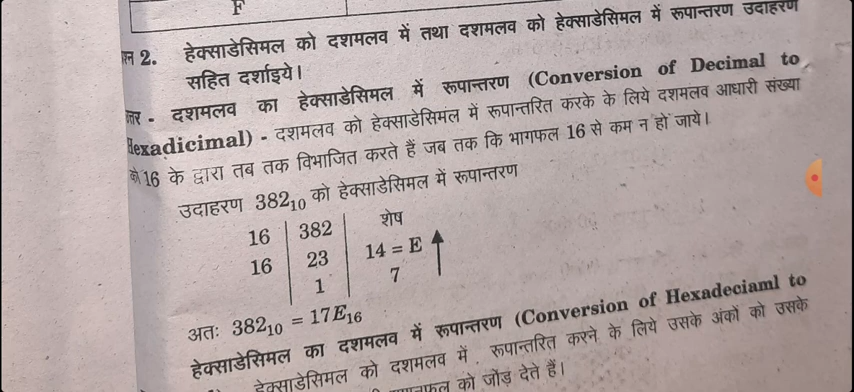 F
2. हेक्साडेसिमल को दशमलव में तथा दशमलव को हेक्साडेसिमल में रूपान्तरण उदाहरण
सहित दर्शाइये।
दशमलव का हेक्साडेसिमल में रूपान्तरण (Conversion of Decimal to
Hexadicimal) - दशमलव को हेक्साडेसिमल में रूपान्तरित करके के लिये दशमलव आधारी संख्या
को 16 के द्वारा तब तक विभाजित करते हैं जब तक कि भागफल 16 से कम न हो जाये।
उदाहरण 382₁₀ को हेक्साडेसिमल में रूपान्तरण
16 | 382 | शेष
16 | 23 | 14 = E ↑
1 | 7
अतः 382₁₀ = 17E₁₆
हेक्साडेसिमल का दशमलव में रूपान्तरण (Conversion of Hexadeciaml to
हेक्साडेसिमल को दशमलव में रूपान्तरित करने के लिये उसके अंकों को उसके
को जोड़ देते हैं।